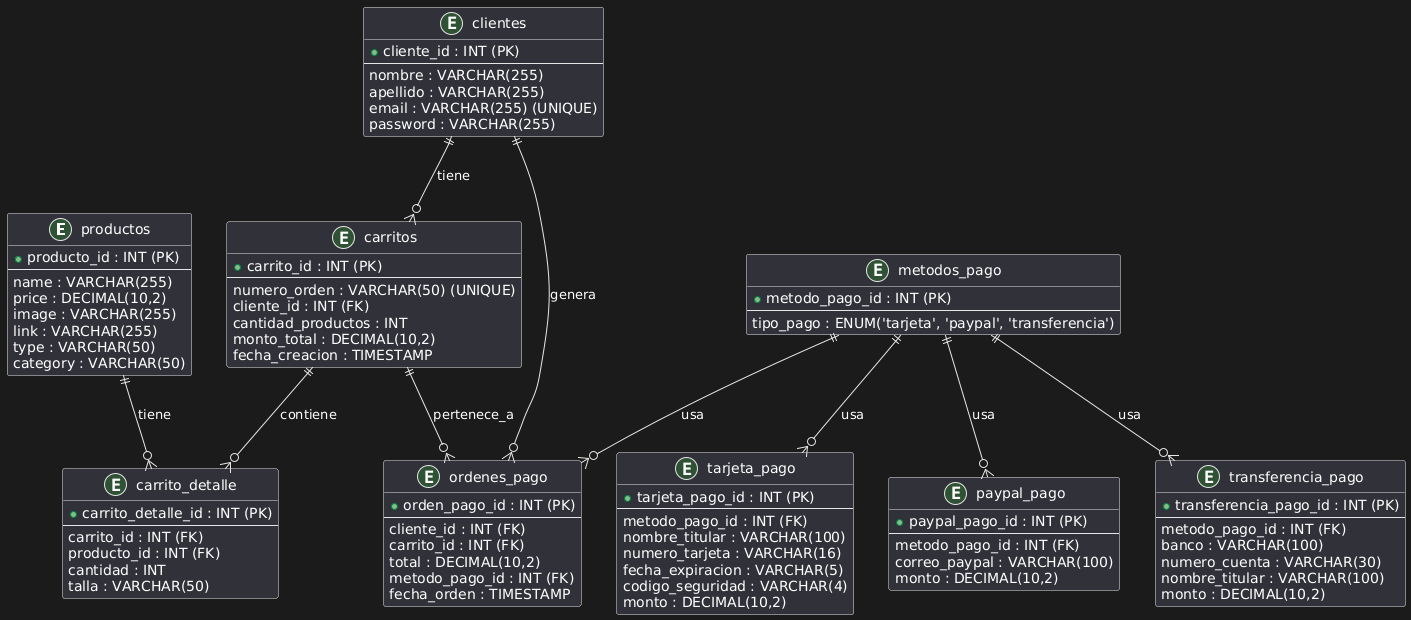 E clientes
cliente_id : INT (PK)
nombre : VARCHAR(255)
apellido : VARCHAR(255)
email : VARCHAR(255) (UNIQUE)
password : VARCHAR(255)
tiene
genera
E productos
producto_id : INT (PK)
name : VARCHAR(255)
price : DECIMAL(10,2)
image : VARCHAR(255)
link : VARCHAR(255)
type : VARCHAR(50)
category : VARCHAR(50)
E carritos
carrito_id : INT (PK)
numero_orden : VARCHAR(50) (UNIQUE)
cliente_id : INT (FK)
cantidad_productos : INT
monto_total : DECIMAL(10,2)
fecha_creacion : TIMESTAMP
E metodos_pago
metodo_pago_id : INT (PK)
tipo_pago : ENUM('tarjeta', 'paypal', 'transferencia')
tiene
contiene
pertenece_a
usa
usa
usa
usa
E carrito_detalle
carrito_detalle_id : INT (PK)
carrito_id : INT (FK)
producto_id : INT (FK)
cantidad : INT
talla : VARCHAR(50)
E ordenes_pago
orden_pago_id : INT (PK)
cliente_id : INT (FK)
carrito_id : INT (FK)
total : DECIMAL(10,2)
metodo_pago_id : INT (FK)
fecha_orden : TIMESTAMP
E tarjeta_pago
tarjeta_pago_id : INT (PK)
metodo_pago_id : INT (FK)
nombre_titular : VARCHAR(100)
numero_tarjeta : VARCHAR(16)
fecha_expiracion : VARCHAR(5)
codigo_seguridad : VARCHAR(4)
monto : DECIMAL(10,2)
E paypal_pago
paypal_pago_id : INT (PK)
metodo_pago_id : INT (FK)
correo_paypal : VARCHAR(100)
monto : DECIMAL(10,2)
E transferencia_pago
transferencia_pago_id : INT (PK)
metodo_pago_id : INT (FK)
banco : VARCHAR(100)
numero_cuenta : VARCHAR(30)
nombre_titular : VARCHAR(100)
monto : DECIMAL(10,2)